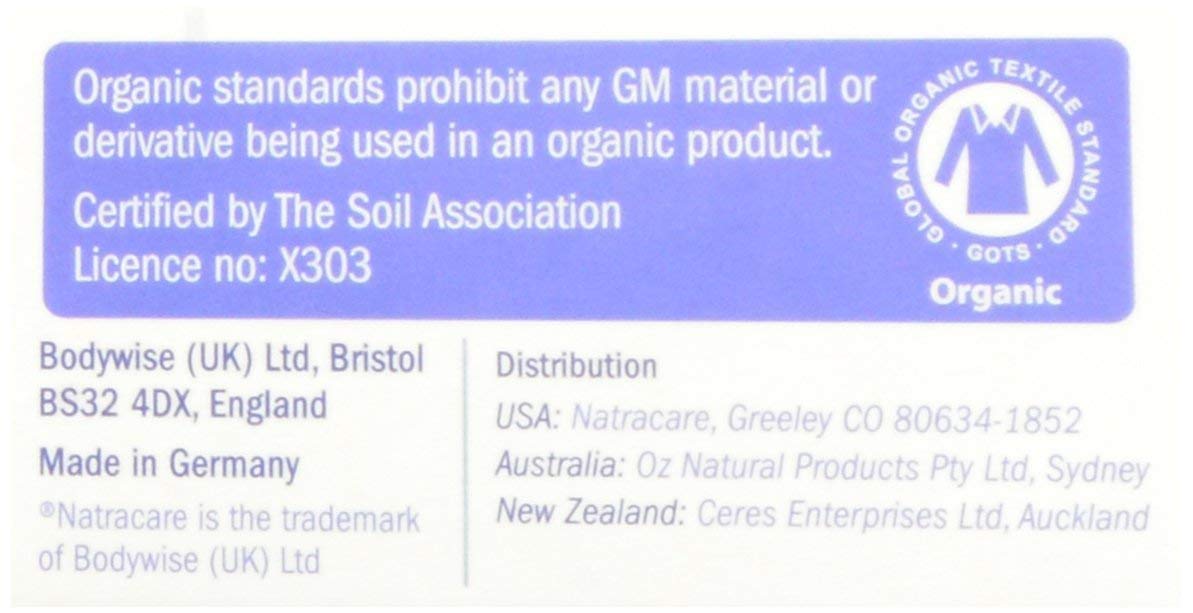 Organic standards prohibit any GM material or
derivative being used in an organic product.
Certified by The Soil Association
Licence no: X303
GLOBAL ORGANIC TEXTILE STANDARD · GOTS ·
Organic
Bodywise (UK) Ltd, Bristol
BS32 4DX, England
Made in Germany
®Natracare is the trademark
of Bodywise (UK) Ltd
Distribution
USA: Natracare, Greeley CO 80634-1852
Australia: Oz Natural Products Pty Ltd, Sydney
New Zealand: Ceres Enterprises Ltd, Auckland